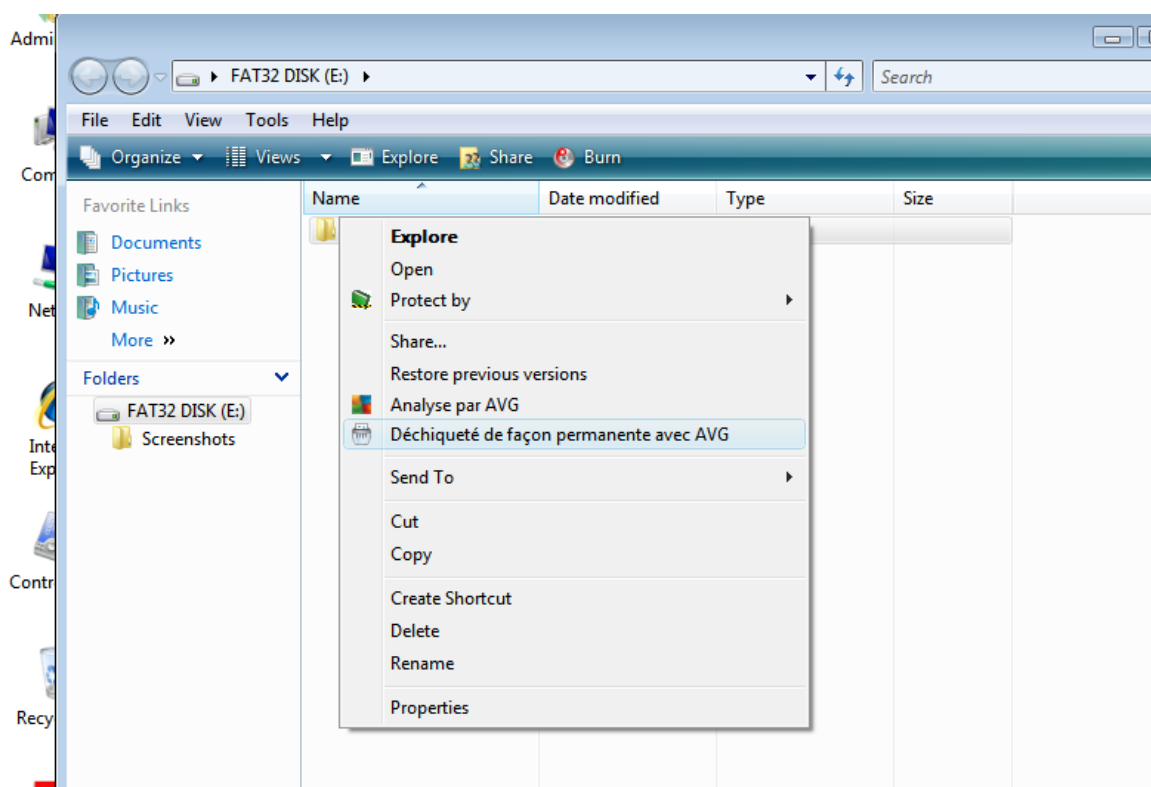 Admi
FAT32 DISK (E:)
Search
File Edit View Tools Help
Organize Views Explore Share Burn
Com
Favorite Links
Name Date modified Type Size
Documents
Explore
Pictures
Open
Net
Music
Protect by
More »
Share...
Folders
Restore previous versions
FAT32 DISK (E:)
Analyse par AVG
Inte
Exp
Screenshots
Déchiqueté de façon permanente avec AVG
Send To
Cut
Copy
Contr
Create Shortcut
Delete
Rename
Recy
Properties